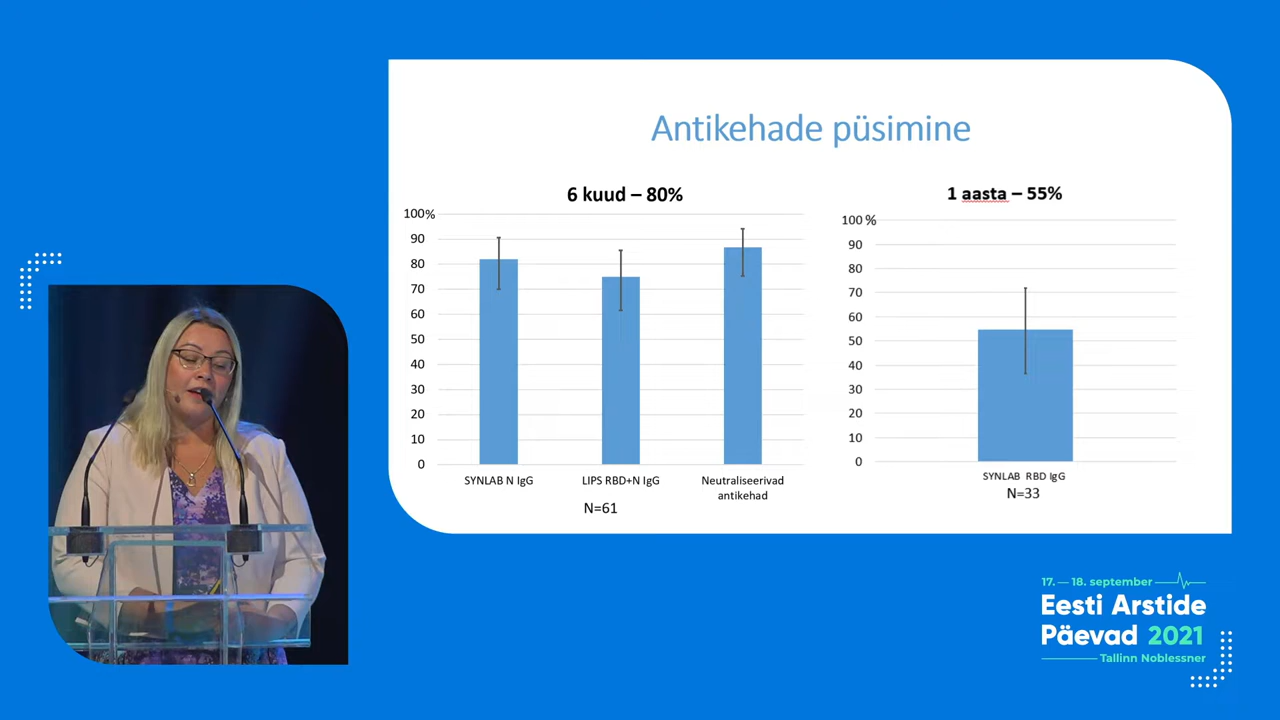 Antikehade püsimine
6 kuud – 80%
100%
90
80
70
60
50
40
30
20
10
0
SYNLAB N IgG
LIPS RBD+N IgG
Neutraliseerivad
antikehad
N=61
1 aasta – 55%
100 %
90
80
70
60
50
40
30
20
10
0
SYNLAB RBD IgG
N=33
17. — 18. september
Eesti Arstide
Päevad 2021
Tallinn Noblessner